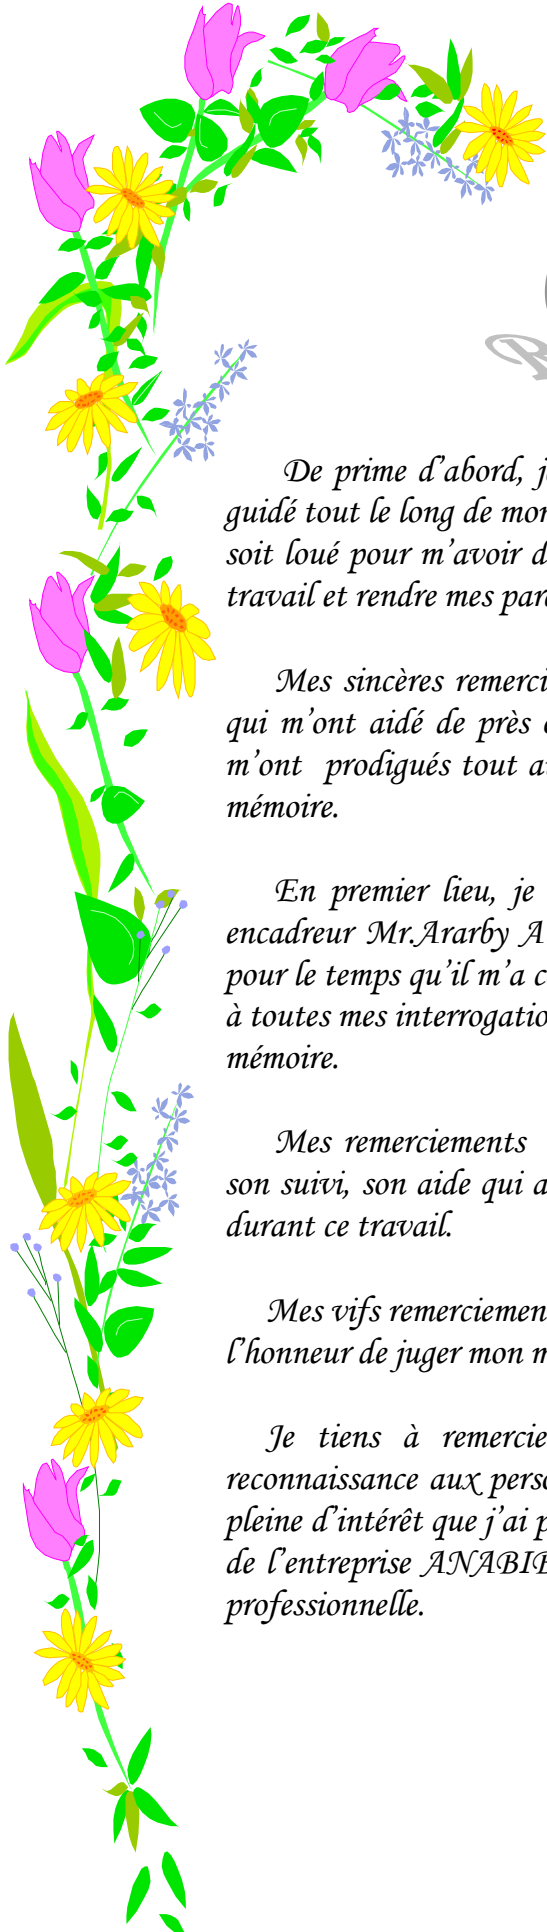 De prime d'abord, j
guidé tout le long de mon
soit loué pour m'avoir d
travail et rendre mes par
Mes sincères remerci
qui m'ont aidé de près
m'ont prodigués tout a
mémoire.
En premier lieu, je
encadreur Mr.Ararby A
pour le temps qu'il m'a c
à toutes mes interrogatio
mémoire.
Mes remerciements
son suivi, son aide qui a
durant ce travail.
Mes vifs remerciemen
l'honneur de juger mon m
Je tiens à remercie
reconnaissance aux perso
pleine d'intérêt que j'ai p
de l'entreprise ANABIB
professionnelle.